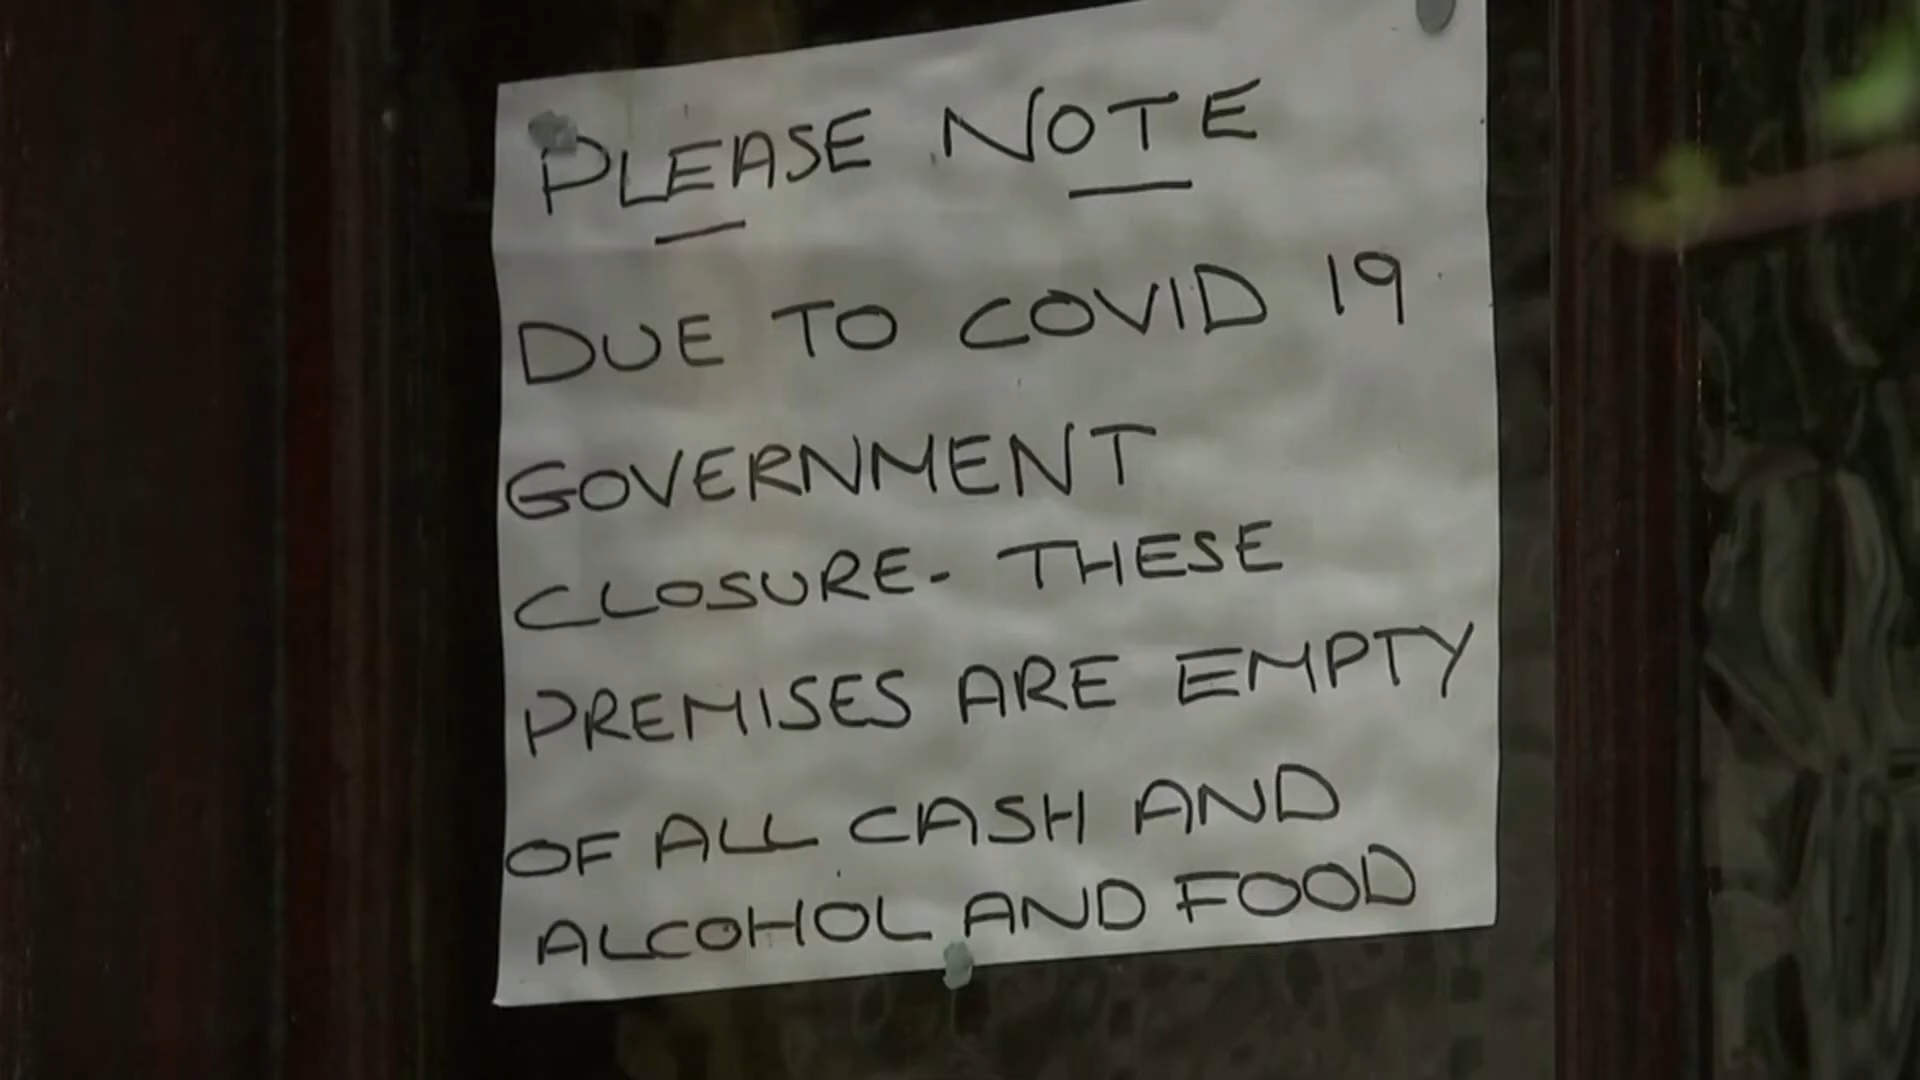 PLEASE NOTE
DUE TO COVID 19
GOVERNMENT
CLOSURE- THESE
PREMISES ARE EMPTY
OF ALL CASH AND
ALCOHOL AND FOOD